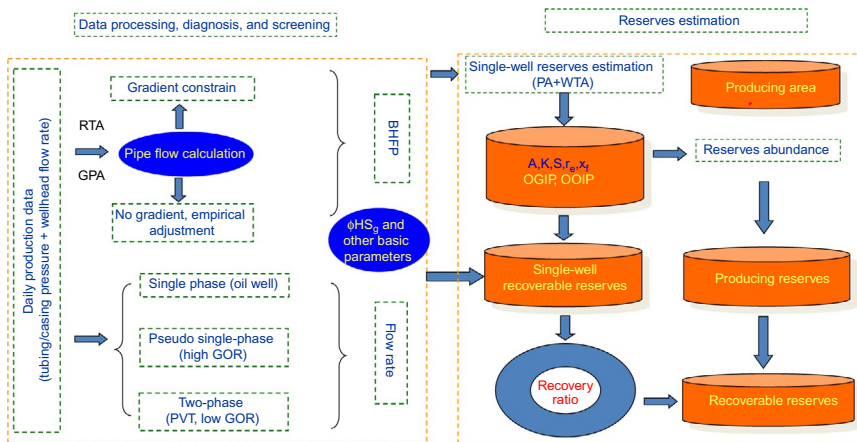 Data processing, diagnosis, and screening
Daily production data
(tubing/casing pressure + wellhead flow rate)
RTA
GPA
Gradient constrain
Pipe flow calculation
No gradient, empirical
adjustment
Single phase (oil well)
Pseudo single-phase
(high GOR)
Two-phase
(PVT, low GOR)
BHFP
ϕHSg and
other basic
parameters
Flow rate
Reserves estimation
Single-well reserves estimation
(PA+WTA)
Producing area
A,K,S,re,xf
OGIP, OOIP
Reserves abundance
Single-well
recoverable reserves
Producing reserves
Recovery
ratio
Recoverable reserves